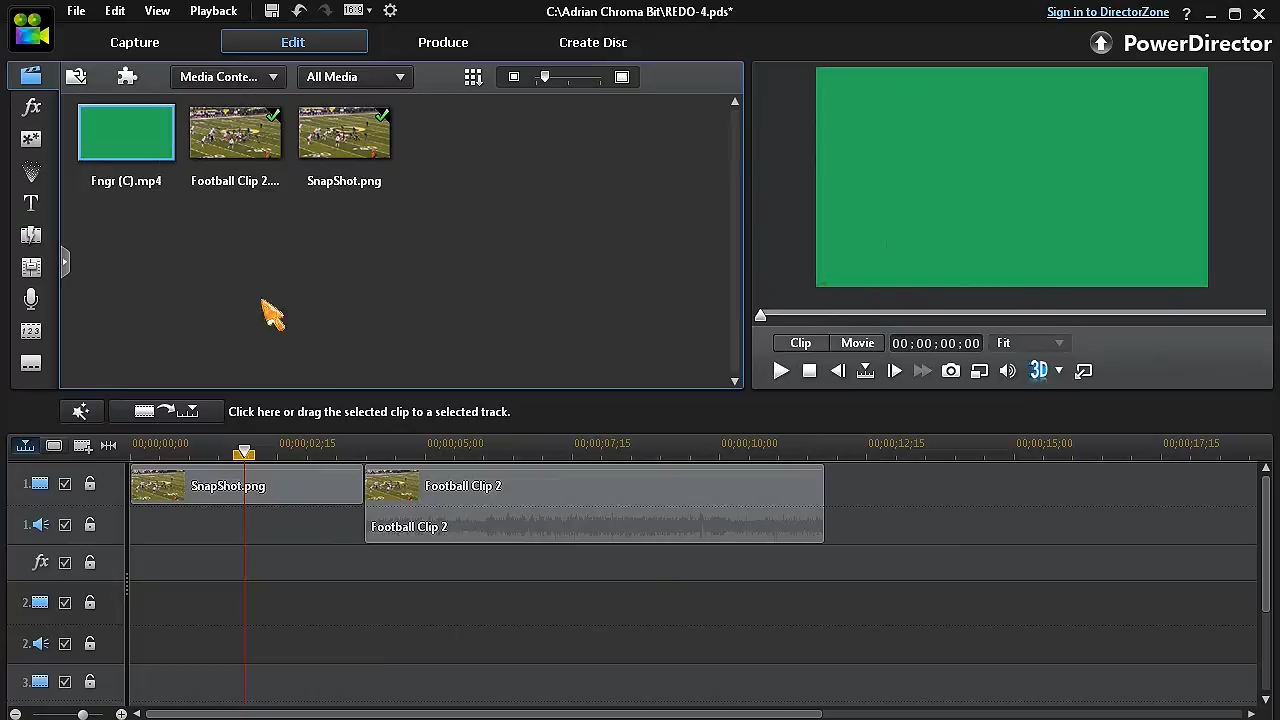 File Edit View Playback 16:9 C:\Adrian Chroma Bit\REDO-4.pds* Sign in to DirectorZone ?
Capture Edit Produce Create Disc PowerDirector
Media Conte... All Media
Fngr (C).mp4 Football Clip 2.... SnapShot.png
fx
T
123
Clip Movie 00;00;00;00 Fit
3D
Click here or drag the selected clip to a selected track.
00;00;00;00 00;00;02;15 00;00;05;00 00;00;07;15 00;00;10;00 00;00;12;15 00;00;15;00 00;00;17;15
1. SnapShot.png Football Clip 2
1. Football Clip 2
fx
2.
2.
3.